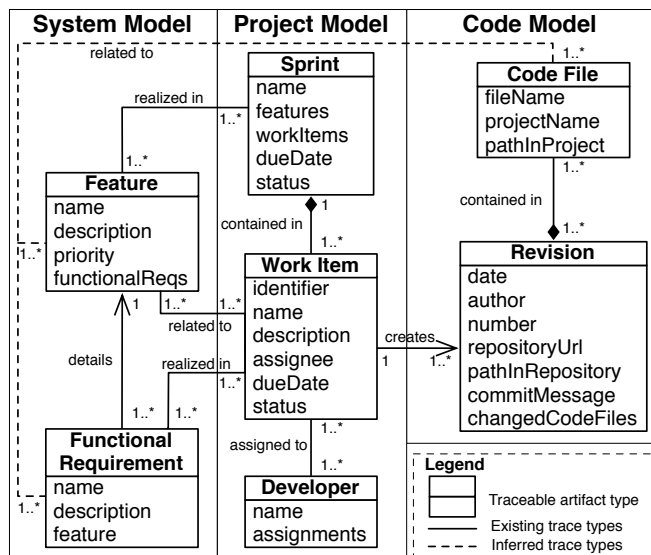 System Model
Project Model
Code Model
related to
1..*
Sprint
name
features
workItems
dueDate
status
realized in
1..*
1..*
Code File
fileName
projectName
pathInProject
1..*
contained in
1..*
Feature
name
description
priority
functionalReqs
1..*
1
contained in
1..*
Work Item
identifier
name
description
assignee
dueDate
status
Revision
date
author
number
repositoryUrl
pathInRepository
commitMessage
changedCodeFiles
1
1..*
1..*
related to
creates
1
1..*
details
realized in
1..*
1..*
1..*
Functional
Requirement
name
description
feature
1..*
1..*
assigned to
1..*
Developer
name
assignments
Legend
Traceable artifact type
Existing trace types
Inferred trace types